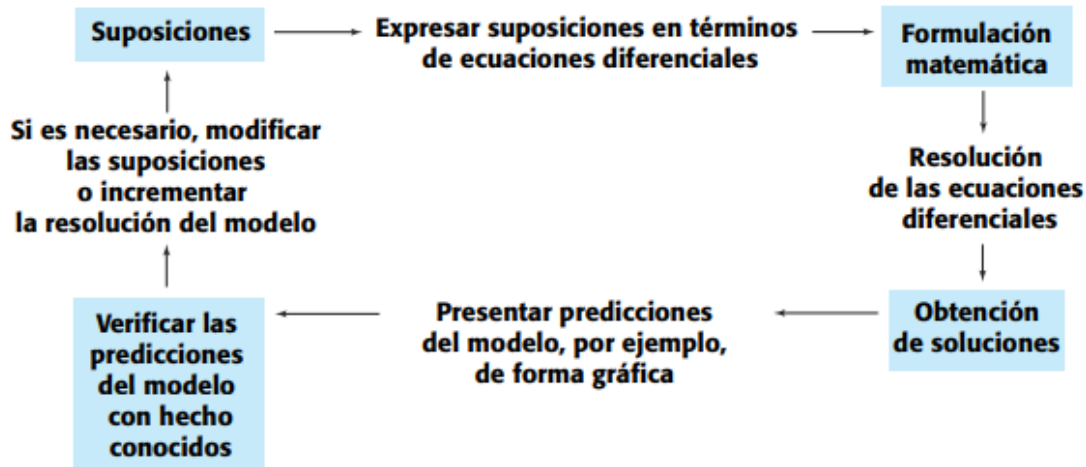 Suposiciones
Expresar suposiciones en términos
de ecuaciones diferenciales
Formulación
matemática
Si es necesario, modificar
las suposiciones
o incrementar
la resolución del modelo
Resolución
de las ecuaciones
diferenciales
Verificar las
predicciones
del modelo
con hecho
conocidos
Presentar predicciones
del modelo, por ejemplo,
de forma gráfica
Obtención
de soluciones